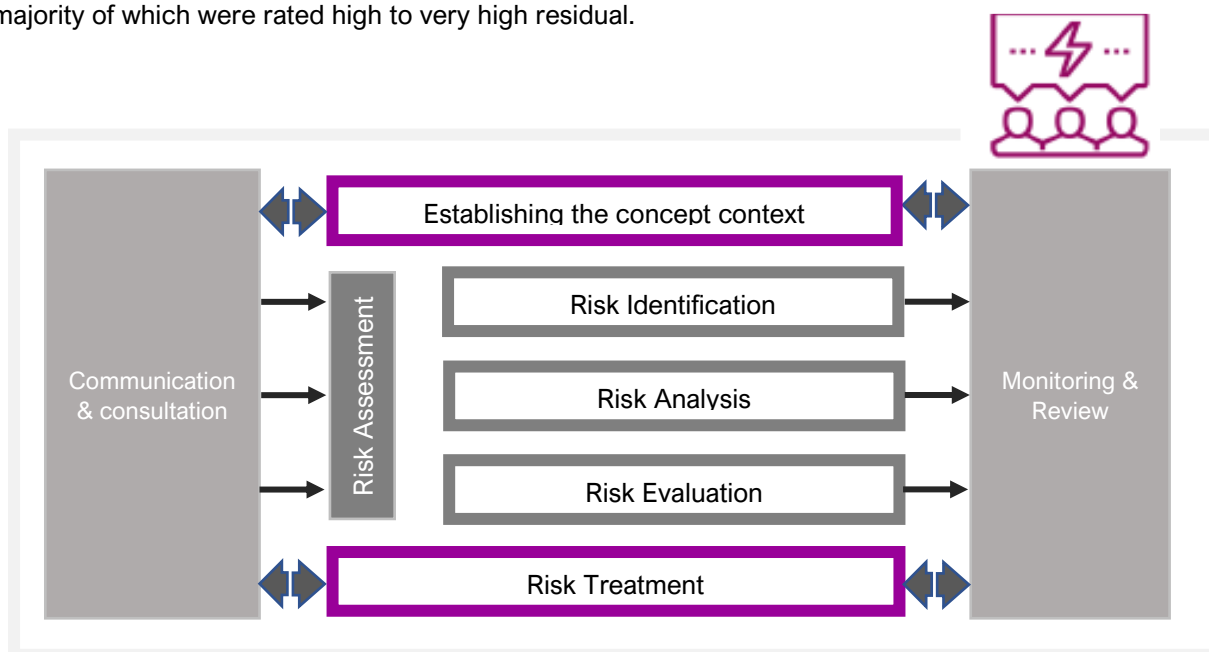 majority of which were rated high to very high residual.
Establishing the concept context
Risk Identification
Risk Assessment
Communication
& consultation
Risk Analysis
Monitoring &
Review
Risk Evaluation
Risk Treatment